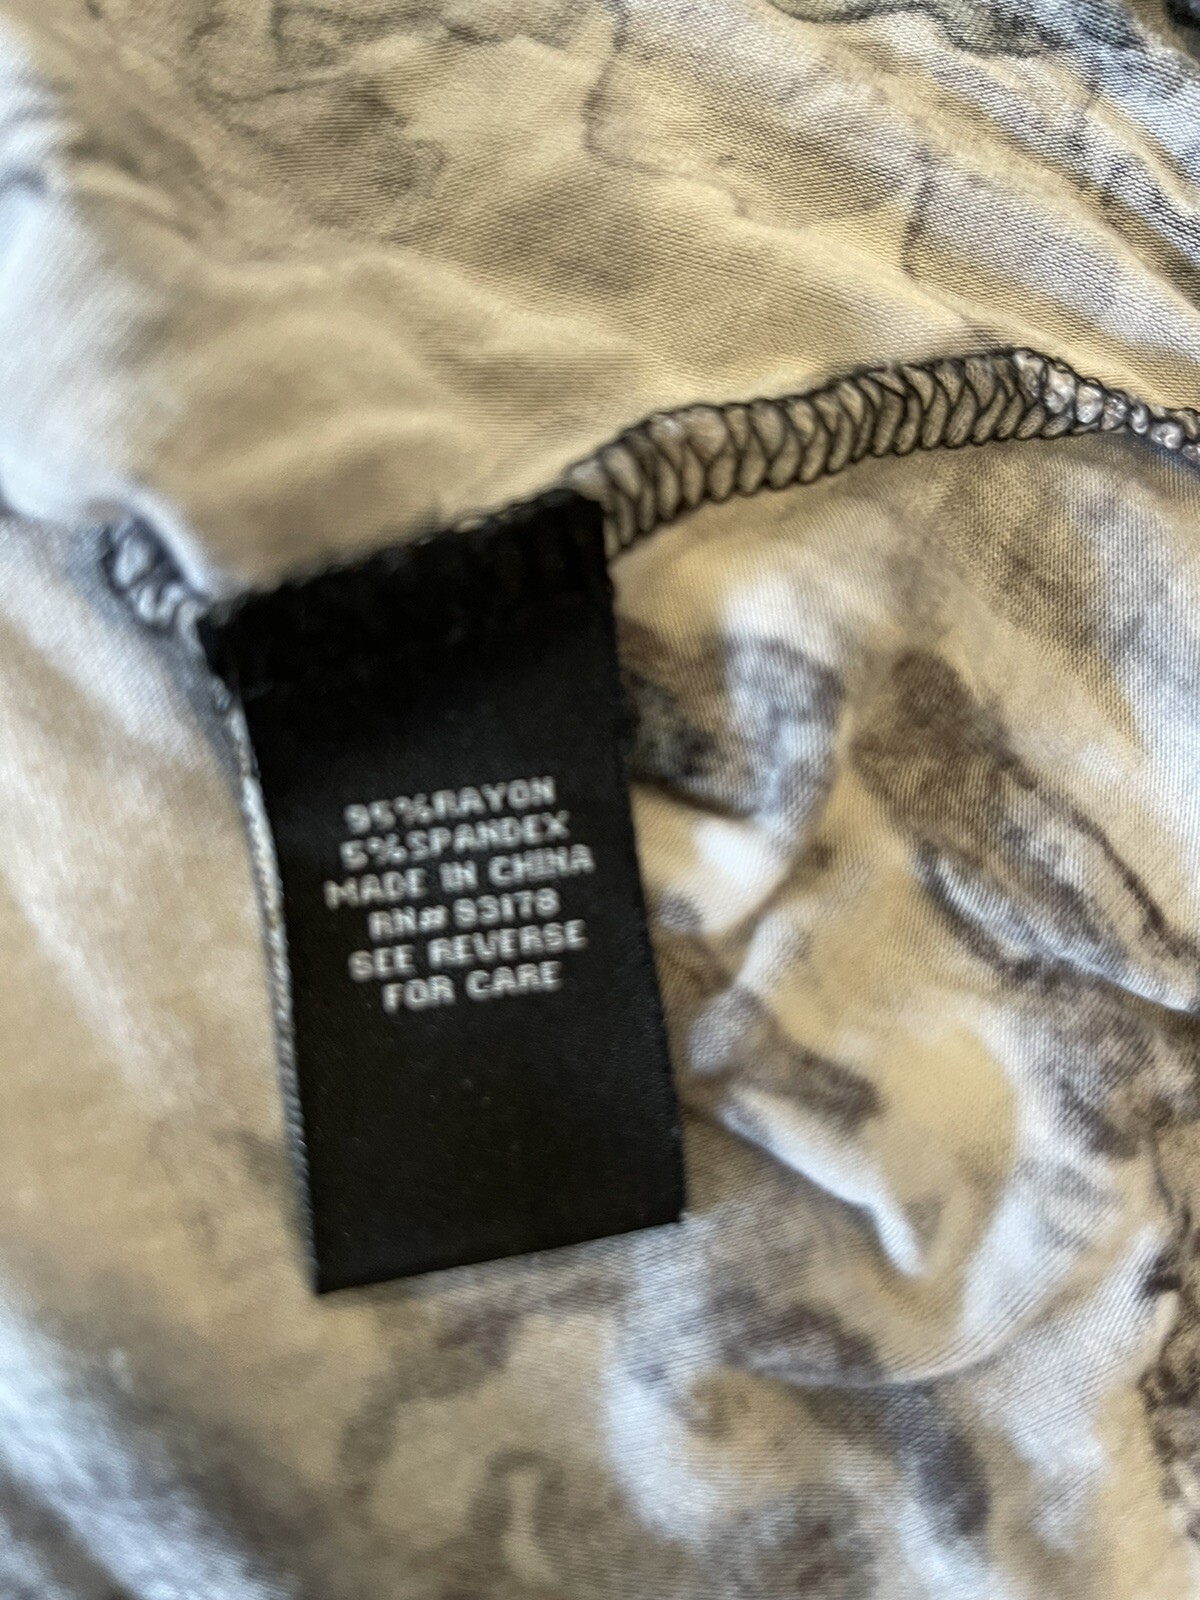 95%RAYON
5%SPANDEX
MADE IN CHINA
RN# 93178
SEE REVERSE
FOR CARE